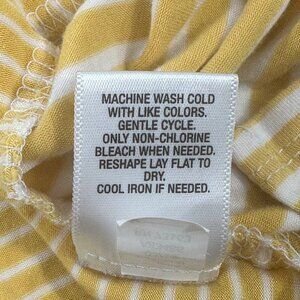 MACHINE WASH COLD
WITH LIKE COLORS.
GENTLE CYCLE.
ONLY NON-CHLORINE
BLEACH WHEN NEEDED.
RESHAPE LAY FLAT TO
DRY.
COOL IRON IF NEEDED.